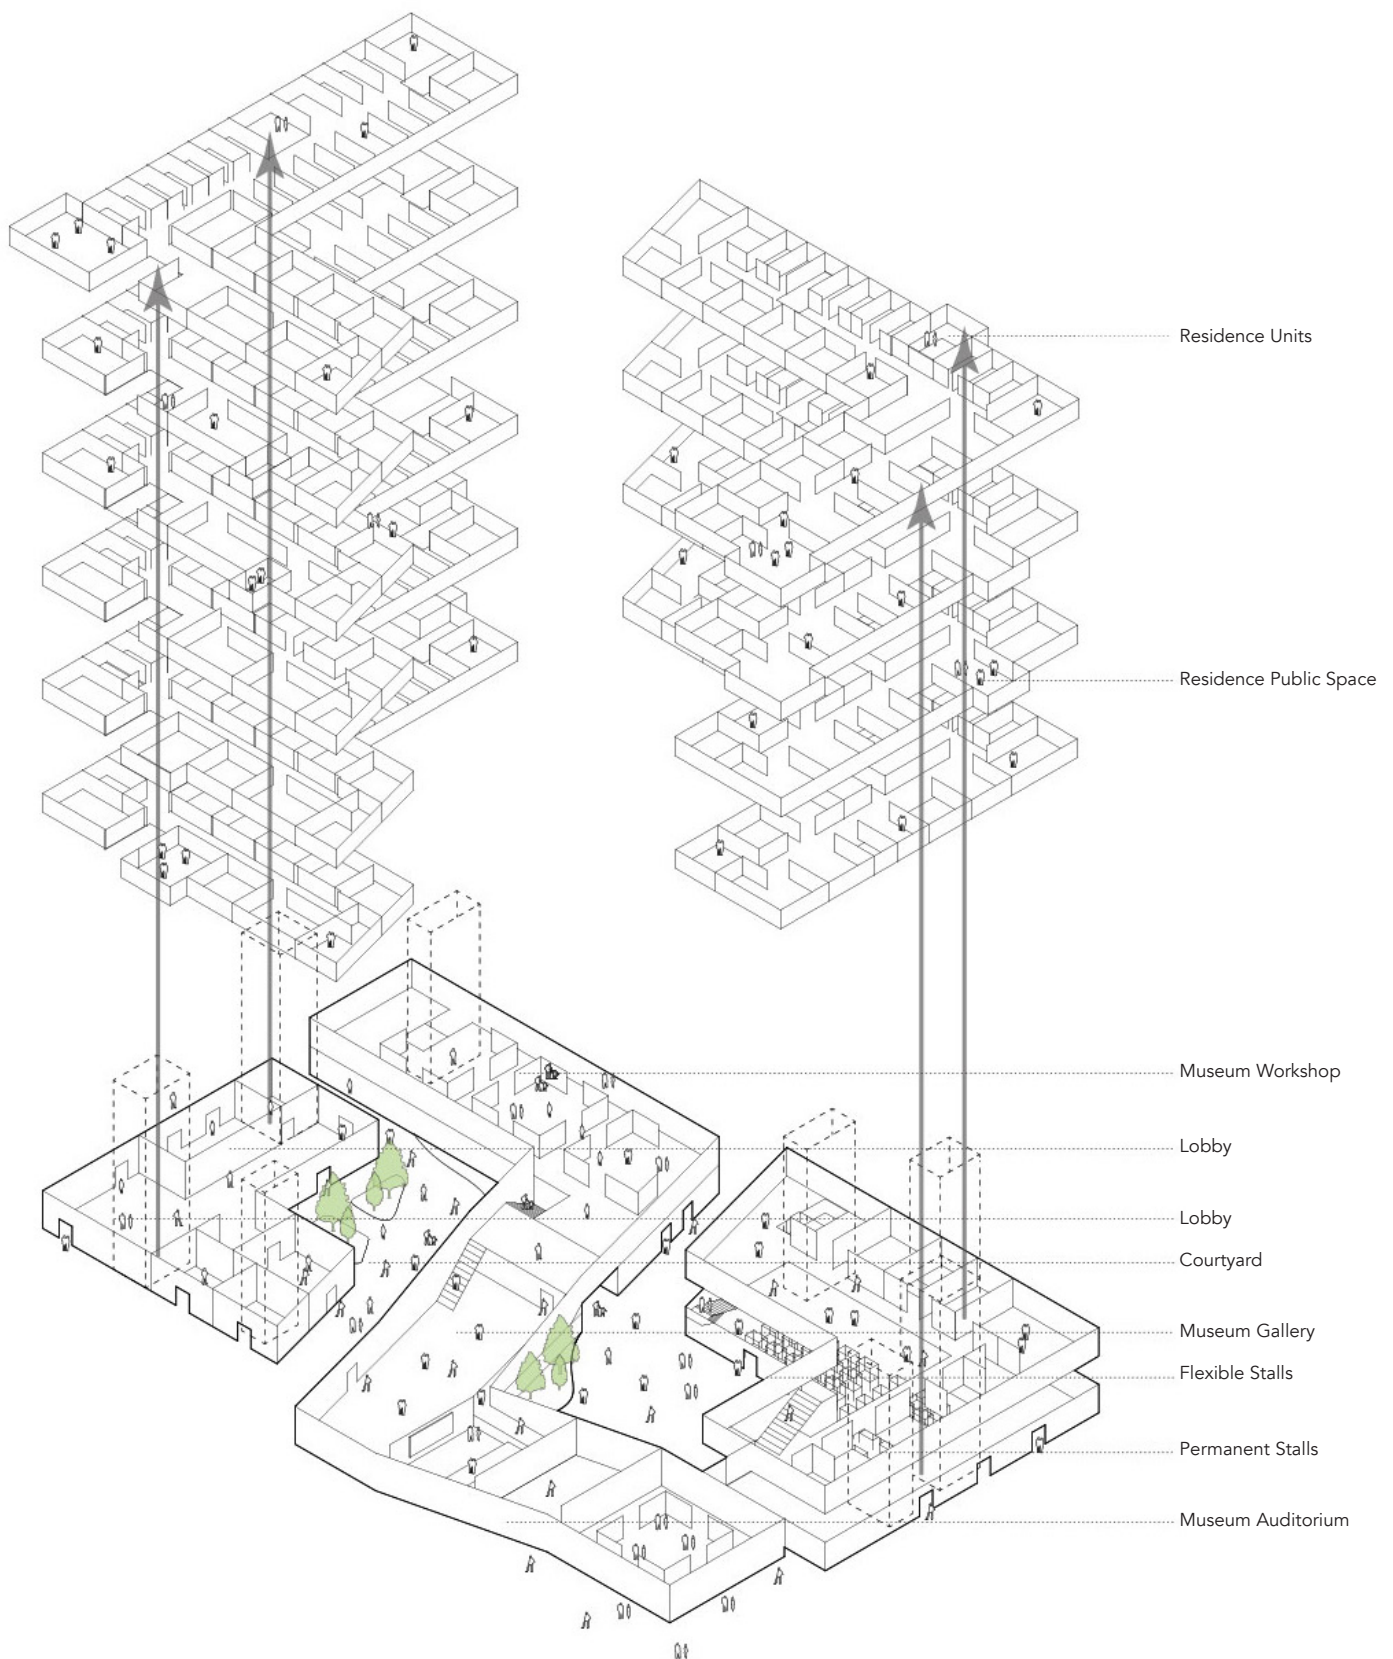 Residence Units
Residence Public Space
Museum Workshop
Lobby
Lobby
Courtyard
Museum Gallery
Flexible Stalls
Permanent Stalls
Museum Auditorium